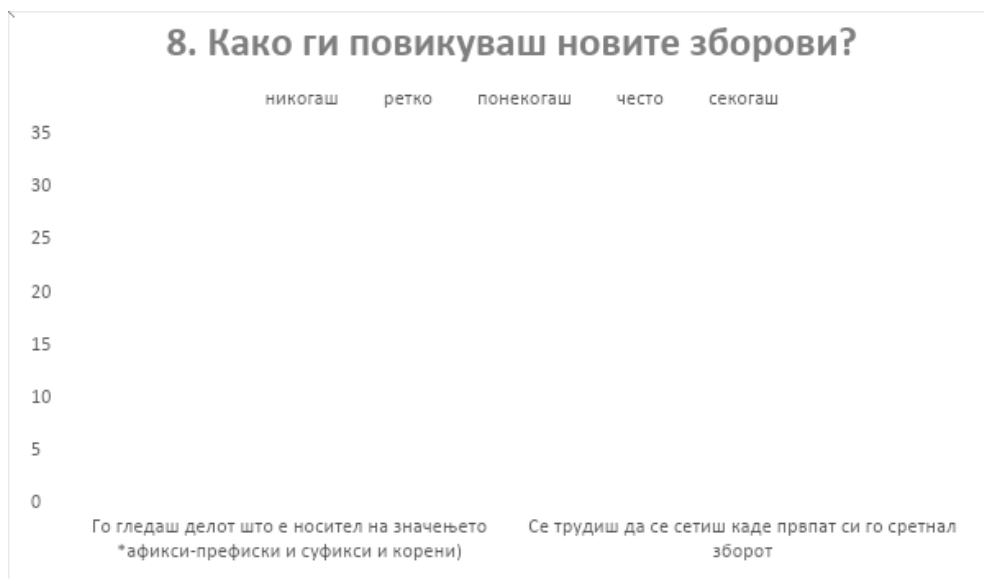 8. Како ги повикуваш новите зборови?
никогаш ретко понекогаш често секогаш
35
30
25
20
15
10
5
0
Го гледаш делот што е носител на значењето
*афикси-префиски и суфикси и корени)
Се трудиш да се сетиш каде првпат си го сретнал
зборот